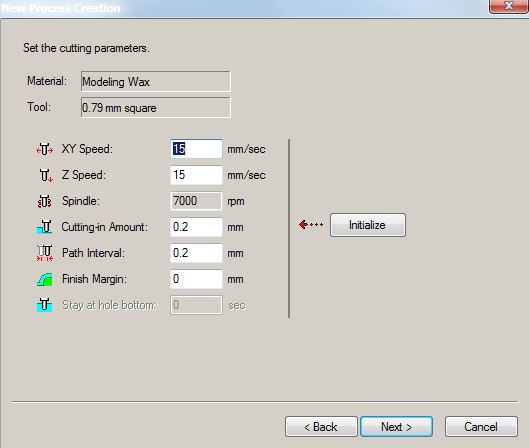 New Process Creation
Set the cutting parameters.
Material: Modeling Wax
Tool: 0.79 mm square
XY Speed: 15 mm/sec
Z Speed: 15 mm/sec
Spindle: 7000 rpm
Cutting-in Amount: 0.2 mm
Initialize
Path Interval: 0.2 mm
Finish Margin: 0 mm
Stay at hole bottom: 0 sec
< Back Next > Cancel